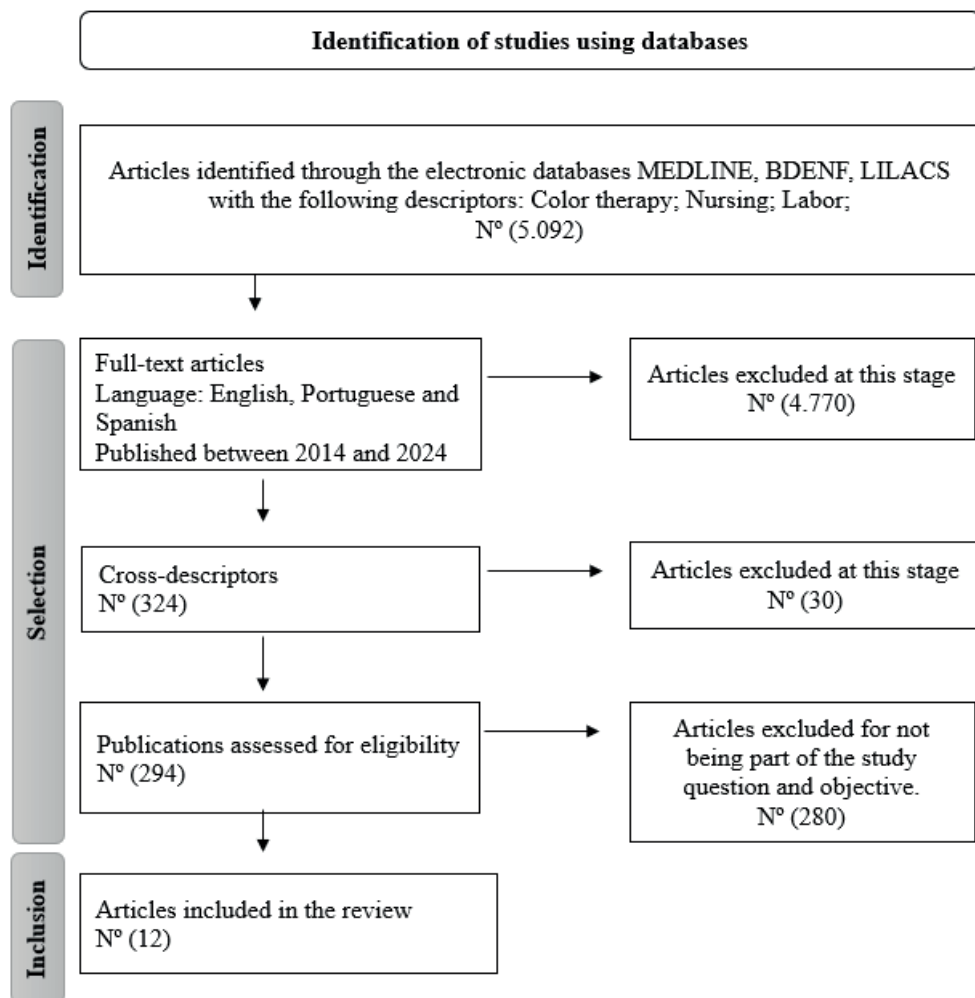 Identification of studies using databases
Identification
Articles identified through the electronic databases MEDLINE, BDENF, LILACS
with the following descriptors: Color therapy; Nursing; Labor;
Nº (5.092)
Selection
Full-text articles
Language: English, Portuguese and
Spanish
Published between 2014 and 2024
Articles excluded at this stage
Nº (4.770)
Cross-descriptors
Nº (324)
Articles excluded at this stage
Nº (30)
Publications assessed for eligibility
Nº (294)
Articles excluded for not
being part of the study
question and objective.
Nº (280)
Inclusion
Articles included in the review
Nº (12)